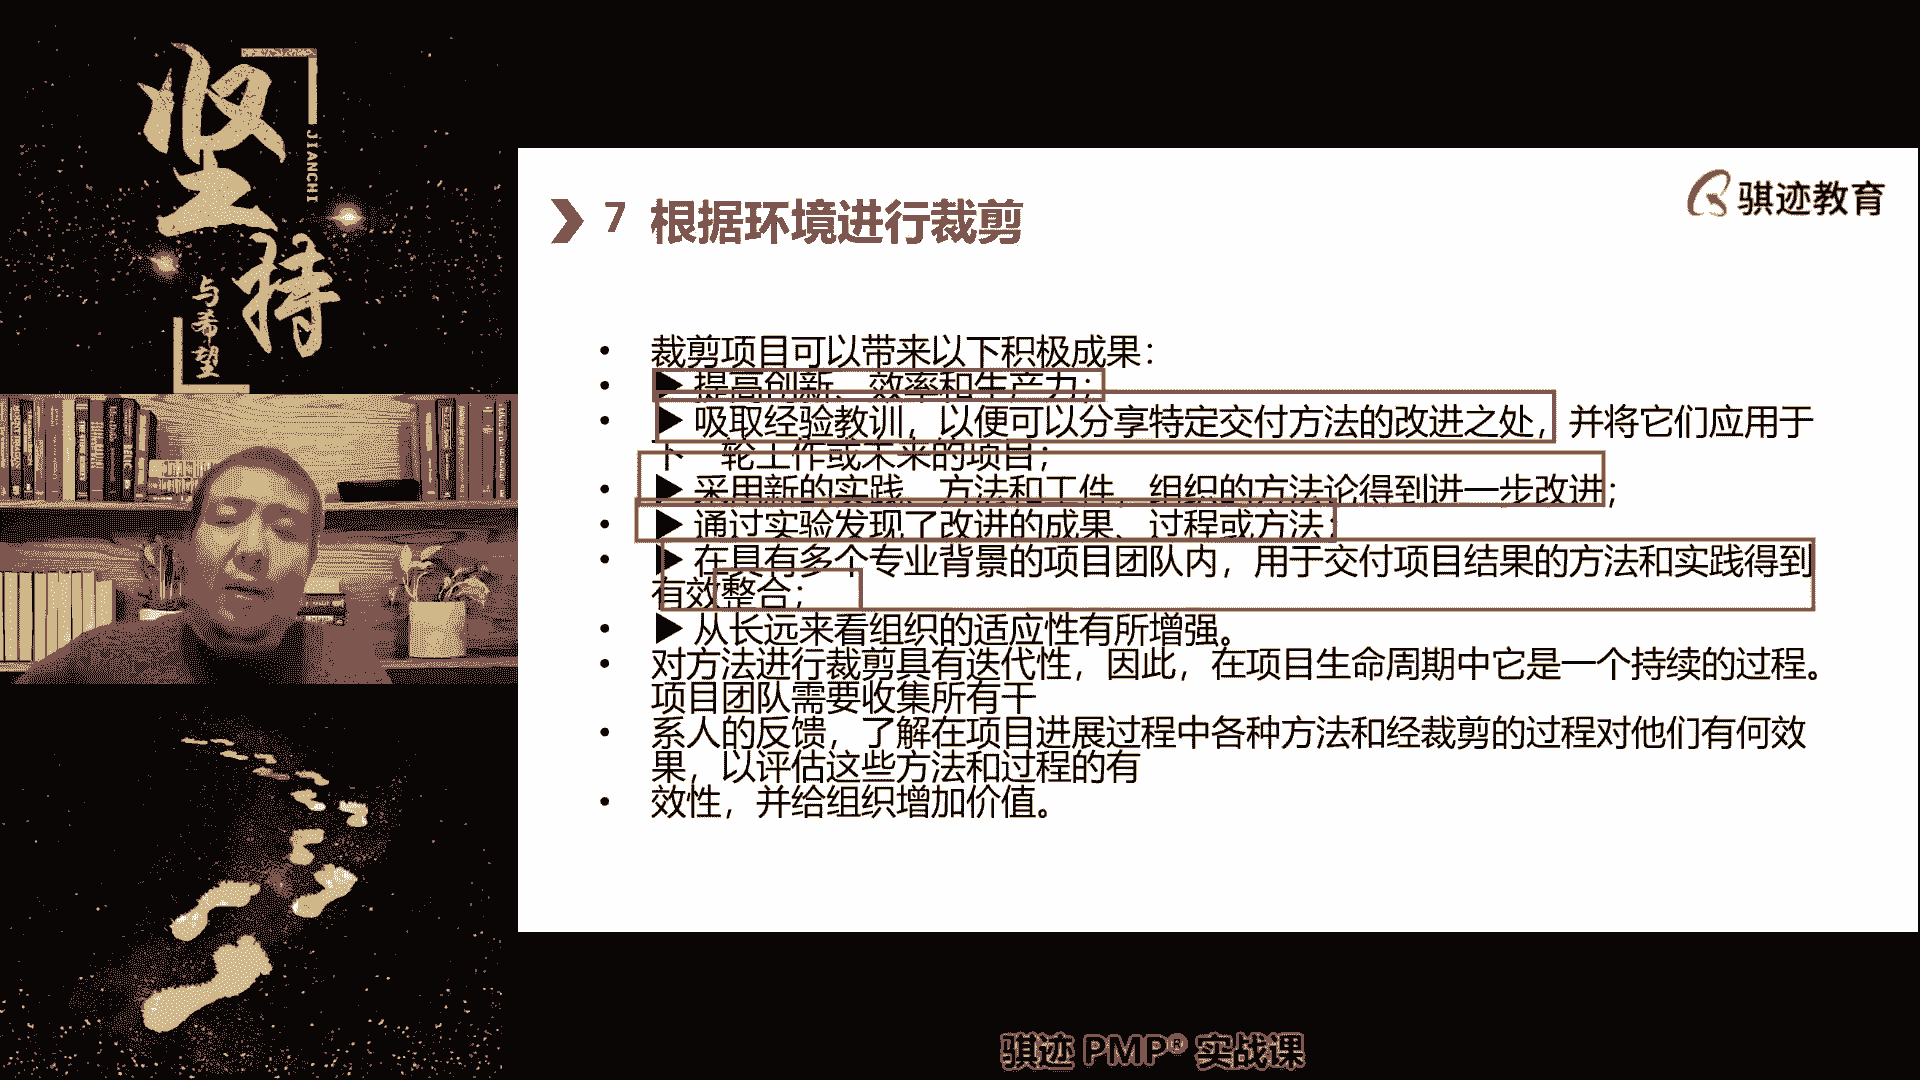 坚持
JIANCHI
与希望
骐迹教育
7 根据环境进行裁剪
• 裁剪项目可以带来以下积极成果：
• ▶ 提高创新、效率和生产力；
• ▶ 吸取经验教训，以便可以分享特定交付方法的改进之处，并将它们应用于
下一轮工作或未来的项目；
• ▶ 采用新的实践、方法和工件，组织的方法论得到进一步改进；
• ▶ 通过实验发现了改进的成果、过程或方法；
• ▶ 在具有多个专业背景的项目团队内，用于交付项目结果的方法和实践得到
有效整合；
• ▶ 从长远来看组织的适应性有所增强。
• 对方法进行裁剪具有迭代性，因此，在项目生命周期中它是一个持续的过程。
项目团队需要收集所有干
• 系人的反馈，了解在项目进展过程中各种方法和经裁剪的过程对他们有何效
果，以评估这些方法和过程的有
• 效性，并给组织增加价值。
骐迹 PMP® 实战课